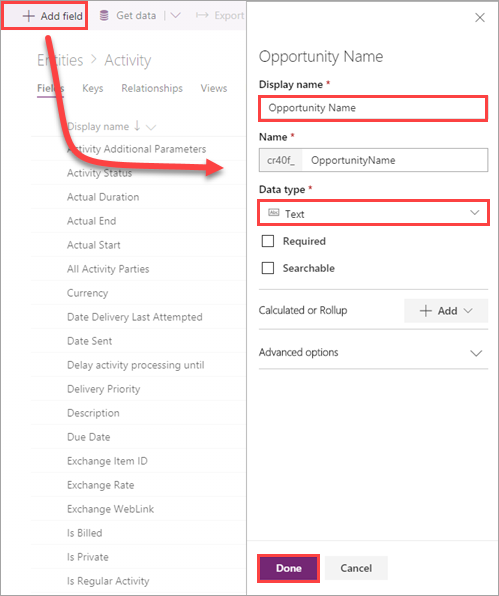 + Add field
Get data
Export
Entities > Activity
Fields Keys Relationships Views
Display name ↓
Activity Additional Parameters
Activity Status
Actual Duration
Actual End
Actual Start
All Activity Parties
Currency
Date Delivery Last Attempted
Date Sent
Delay activity processing until
Delivery Priority
Description
Due Date
Exchange Item ID
Exchange Rate
Exchange WebLink
Is Billed
Is Private
Is Regular Activity
Opportunity Name
Display name *
Opportunity Name
Name *
cr40f_ OpportunityName
Data type *
Abc Text
Required
Searchable
Calculated or Rollup + Add
Advanced options
Done Cancel